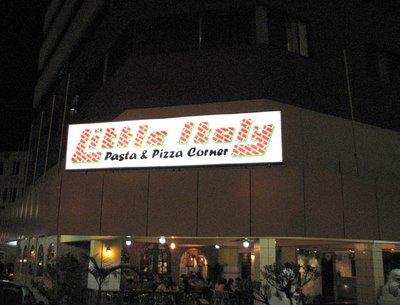 Little Italy
Pasta & Pizza Corner